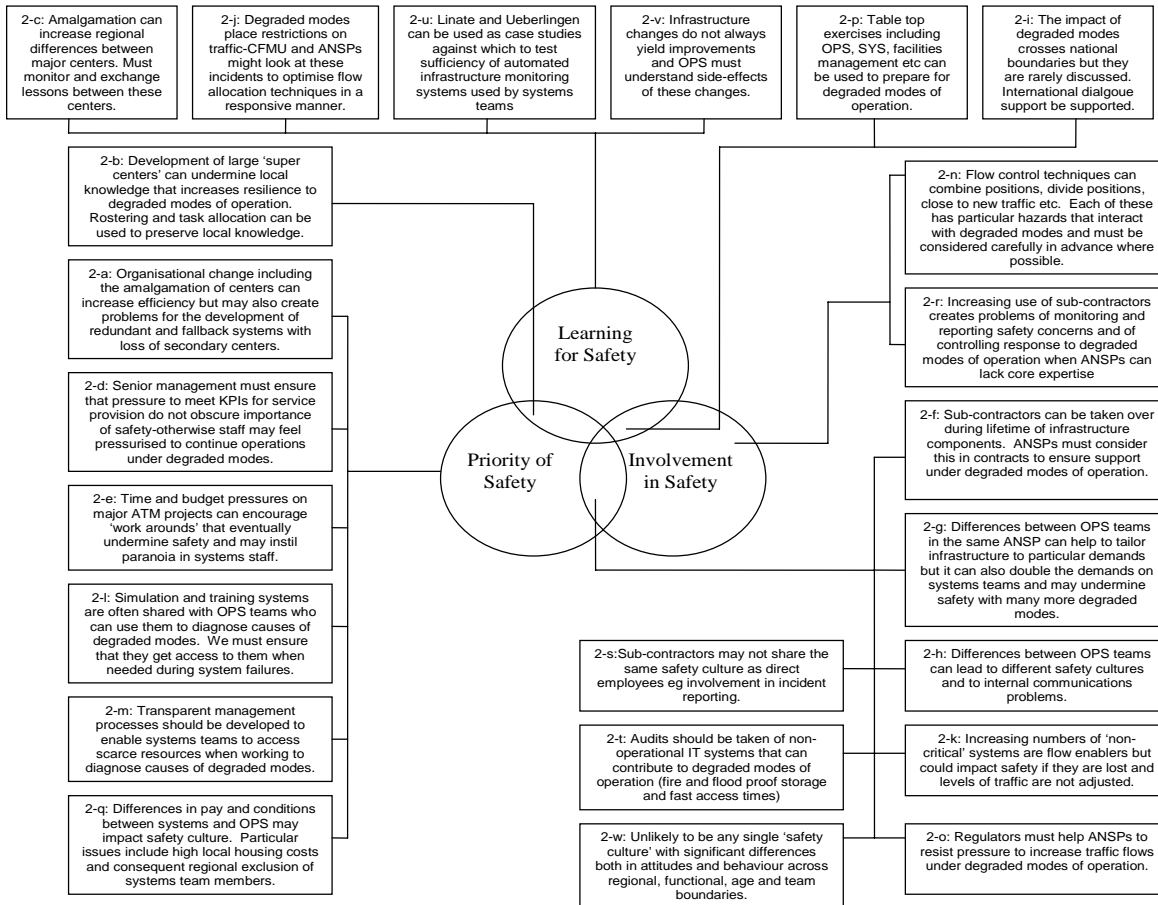 2-c: Amalgamation can
increase regional
differences between
major centers. Must
monitor and exchange
lessons between these
centers.
2-j: Degraded modes
place restrictions on
traffic-CFMU and ANSPs
might look at these
incidents to optimise flow
allocation techniques in a
responsive manner.
2-u: Linate and Ueberlingen
can be used as case studies
against which to test
sufficiency of automated
infrastructure monitoring
systems used by systems
teams
2-v: Infrastructure
changes do not always
yield improvements
and OPS must
understand side-effects
of these changes.
2-p: Table top
exercises including
OPS, SYS, facilities
management etc can
be used to prepare for
degraded modes of
operation.
2-i: The impact of
degraded modes
crosses national
boundaries but they
are rarely discussed.
International dialgoue
support be supported.
2-b: Development of large ‘super
centers’ can undermine local
knowledge that increases resilience to
degraded modes of operation.
Rostering and task allocation can be
used to preserve local knowledge.
2-a: Organisational change including
the amalgamation of centers can
increase efficiency but may also create
problems for the development of
redundant and fallback systems with
loss of secondary centers.
2-d: Senior management must ensure
that pressure to meet KPIs for service
provision do not obscure importance
of safety-otherwise staff may feel
pressurised to continue operations
under degraded modes.
2-e: Time and budget pressures on
major ATM projects can encourage
‘work arounds’ that eventually
undermine safety and may instil
paranoia in systems staff.
2-l: Simulation and training systems
are often shared with OPS teams who
can use them to diagnose causes of
degraded modes. We must ensure
that they get access to them when
needed during system failures.
2-m: Transparent management
processes should be developed to
enable systems teams to access
scarce resources when working to
diagnose causes of degraded modes.
2-q: Differences in pay and conditions
between systems and OPS may
impact safety culture. Particular
issues include high local housing costs
and consequent regional exclusion of
systems team members.
Learning
for Safety
Priority of
Safety
Involvement
in Safety
2-n: Flow control techniques can
combine positions, divide positions,
close to new traffic etc. Each of these
has particular hazards that interact
with degraded modes and must be
considered carefully in advance where
possible.
2-r: Increasing use of sub-contractors
creates problems of monitoring and
reporting safety concerns and of
controlling response to degraded
modes of operation when ANSPs can
lack core expertise
2-f: Sub-contractors can be taken over
during lifetime of infrastructure
components. ANSPs must consider
this in contracts to ensure support
under degraded modes of operation.
2-g: Differences between OPS teams
in the same ANSP can help to tailor
infrastructure to particular demands
but it can also double the demands on
systems teams and may undermine
safety with many more degraded
modes.
2-s:Sub-contractors may not share the
same safety culture as direct
employees eg involvement in incident
reporting.
2-h: Differences between OPS teams
can lead to different safety cultures
and to internal communications
problems.
2-t: Audits should be taken of non-
operational IT systems that can
contribute to degraded modes of
operation (fire and flood proof storage
and fast access times)
2-k: Increasing numbers of ‘non-
critical’ systems are flow enablers but
could impact safety if they are lost and
levels of traffic are not adjusted.
2-w: Unlikely to be any single ‘safety
culture’ with significant differences
both in attitudes and behaviour across
regional, functional, age and team
boundaries.
2-o: Regulators must help ANSPs to
resist pressure to increase traffic flows
under degraded modes of operation.